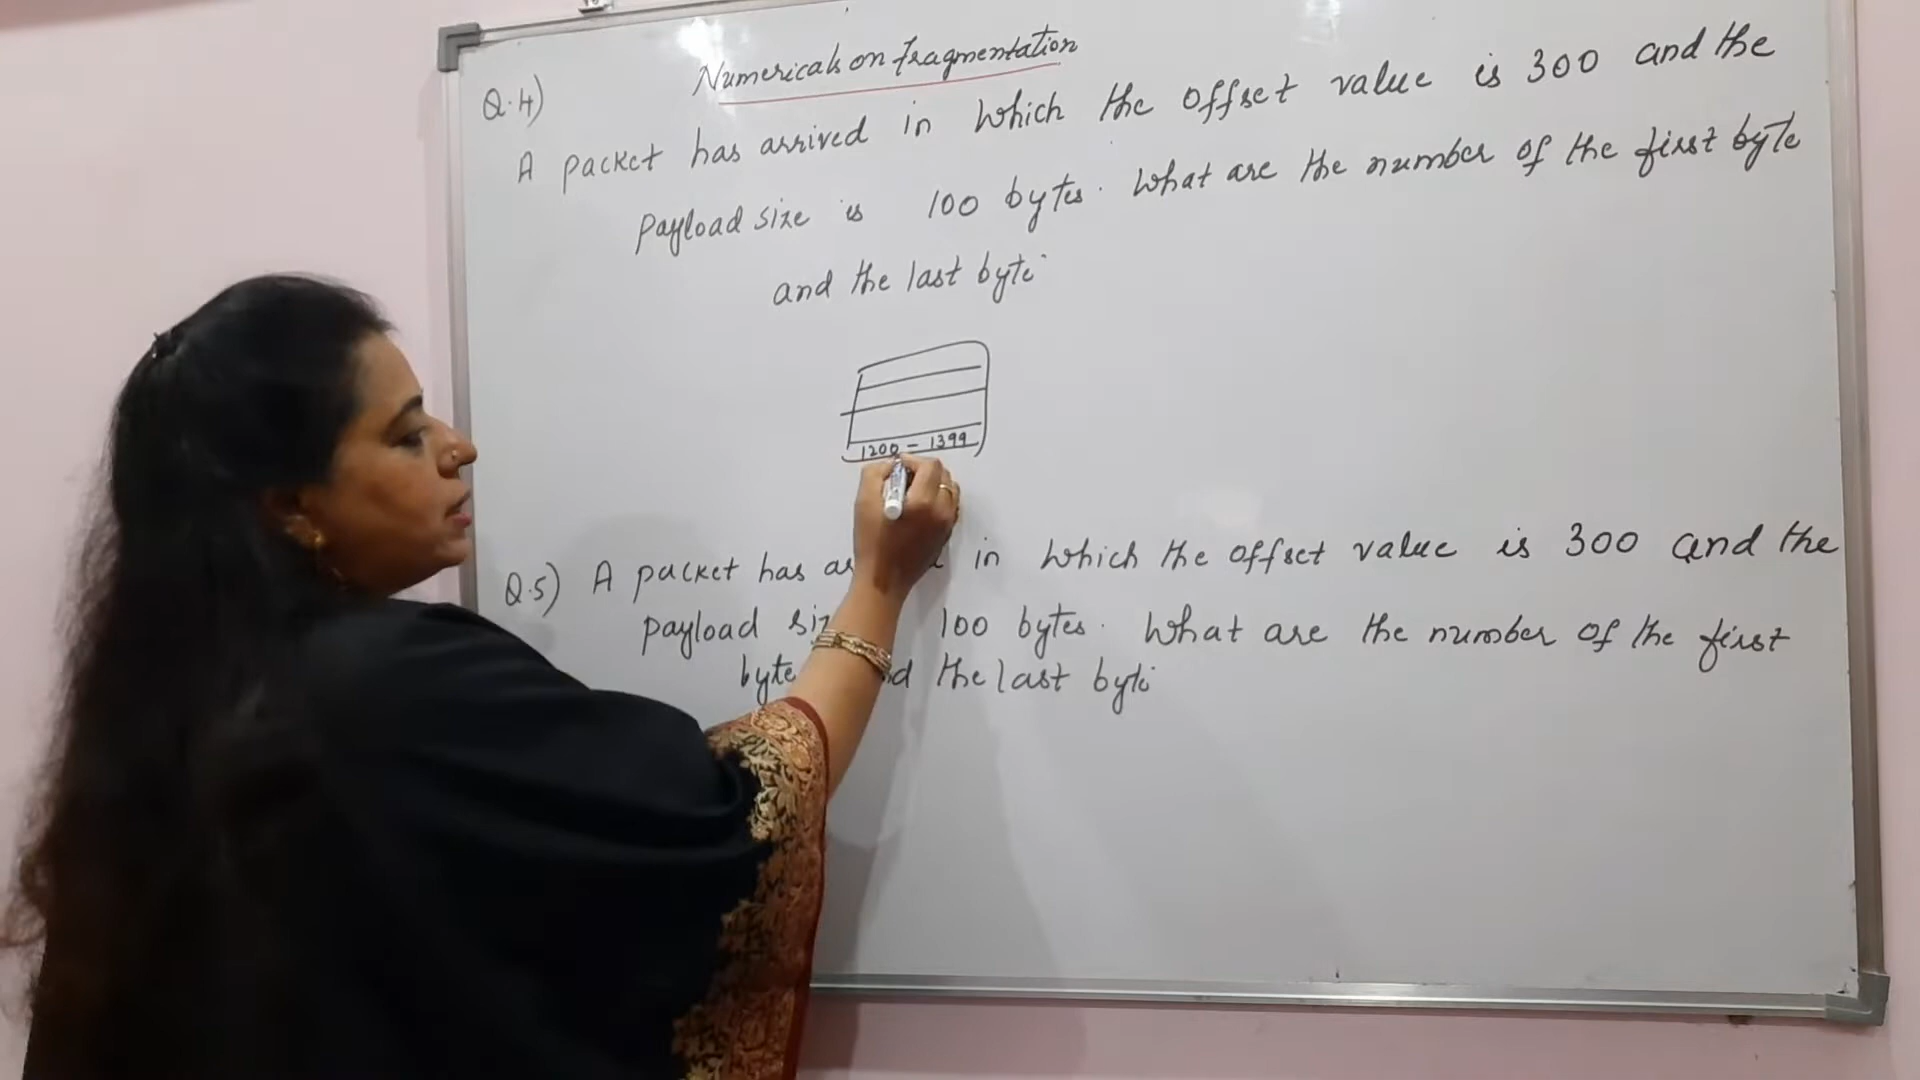 Numericals on fragmentation
Q.4)
A packet has arrived in which the offset value is 300 and the
payload size is 100 bytes. What are the number of the first byte
and the last byte
1200 - 1399
Q.5) A packet has in which the offset value is 300 and the
payload 100 bytes. What are the number of the first
byte the last byte